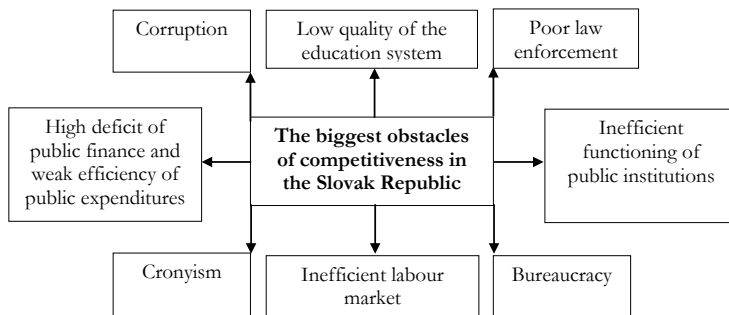 Corruption
Low quality of the
education system
Poor law
enforcement
High deficit of
public finance and
weak efficiency of
public expenditures
The biggest obstacles
of competitiveness in
the Slovak Republic
Inefficient
functioning of
public institutions
Cronyism
Inefficient labour
market
Bureaucracy